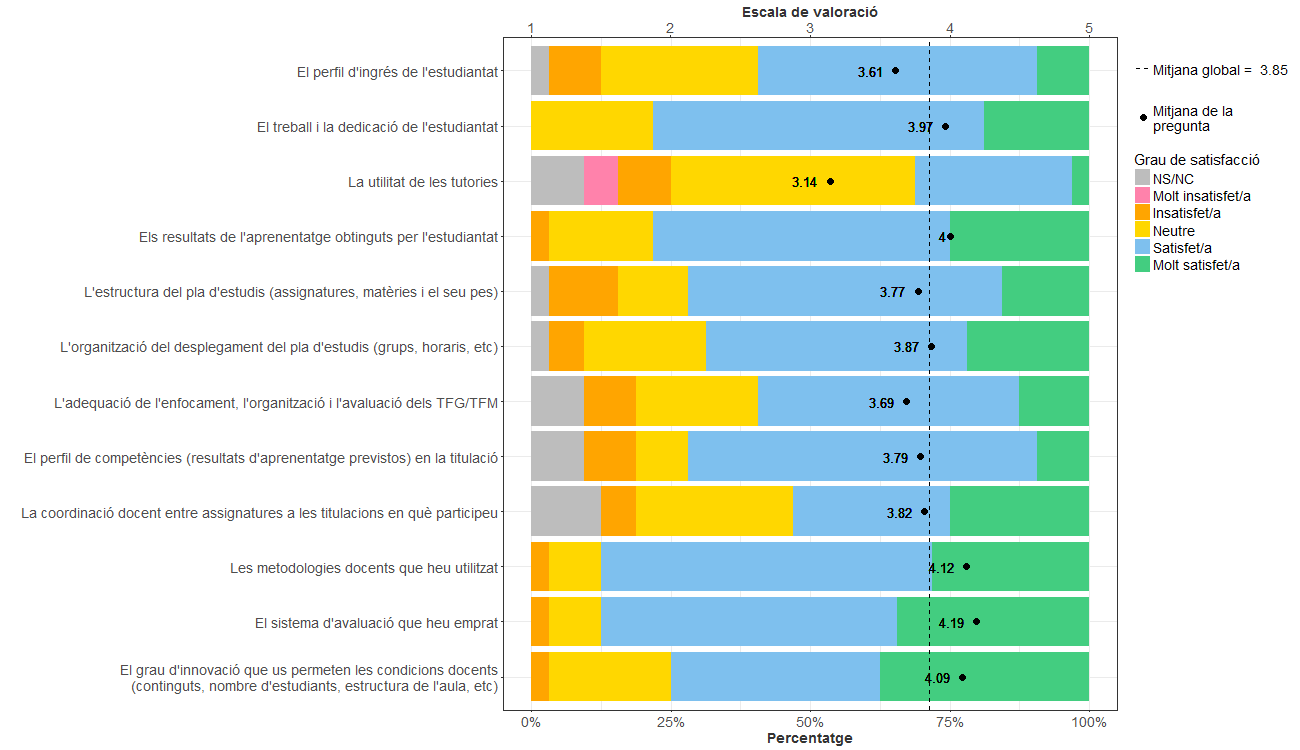 Escala de valoració
1 2 3 4 5
El perfil d'ingrés de l'estudiantat
3.61
El treball i la dedicació de l'estudiantat
3.97
La utilitat de les tutories
3.14
Els resultats de l'aprenentatge obtinguts per l'estudiantat
4
L'estructura del pla d'estudis (assignatures, matèries i el seu pes)
3.77
L'organització del desplegament del pla d'estudis (grups, horaris, etc)
3.87
L'adequació de l'enfocament, l'organització i l'avaluació dels TFG/TFM
3.69
El perfil de competències (resultats d'aprenentatge previstos) en la titulació
3.79
La coordinació docent entre assignatures a les titulacions en què participeu
3.82
Les metodologies docents que heu utilitzat
4.12
El sistema d'avaluació que heu emprat
4.19
El grau d'innovació que us permeten les condicions docents
(continguts, nombre d'estudiants, estructura de l'aula, etc)
4.09
0% 25% 50% 75% 100%
Percentatge
Mitjana global = 3.85
Mitjana de la
pregunta
Grau de satisfacció
NS/NC
Molt insatisfet/a
Insatisfet/a
Neutre
Satisfet/a
Molt satisfet/a